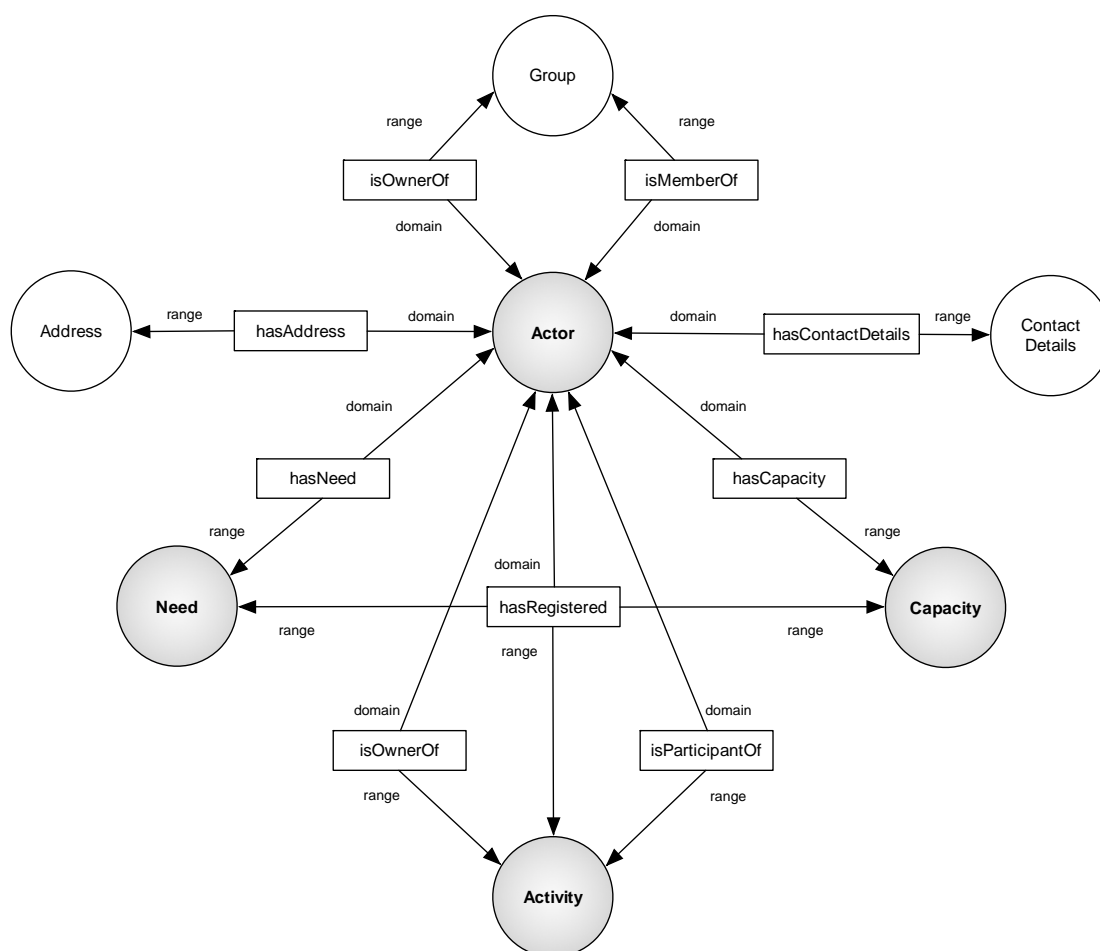 Group
range
range
isOwnerOf
isMemberOf
domain
domain
Address
range
hasAddress
domain
Actor
domain
hasContactDetails
range
Contact
Details
domain
domain
hasNeed
hasCapacity
range
range
domain
Need
hasRegistered
Capacity
range
range
range
domain
domain
isOwnerOf
isParticipantOf
range
range
Activity